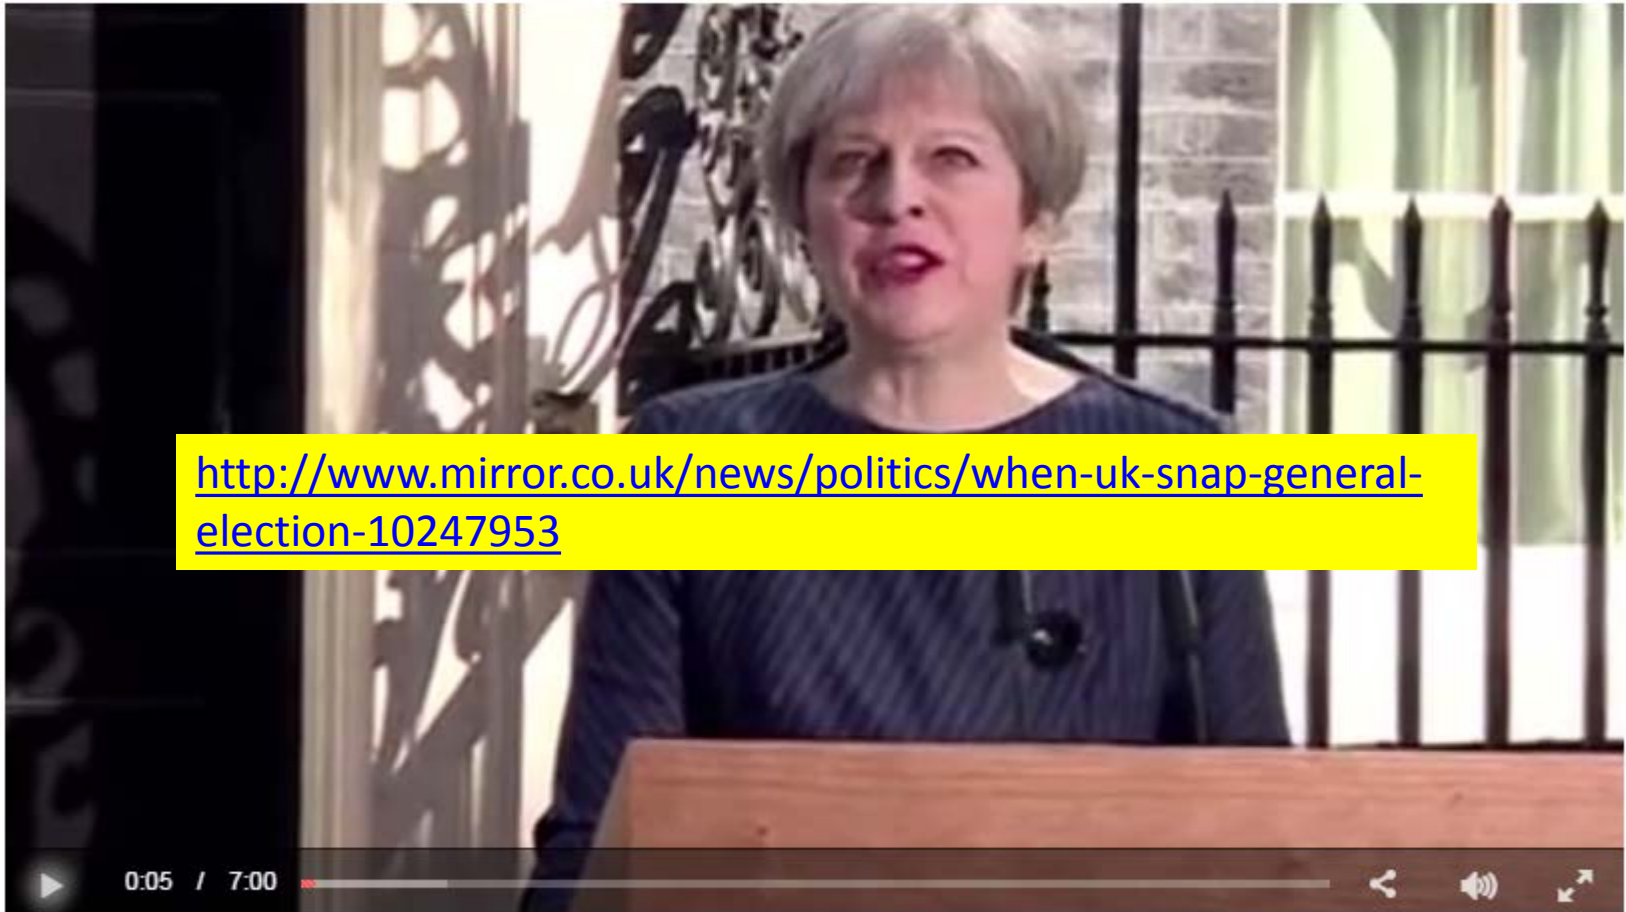 http://www.mirror.co.uk/news/politics/when-uk-snap-general-
election-10247953
0:05 / 7:00